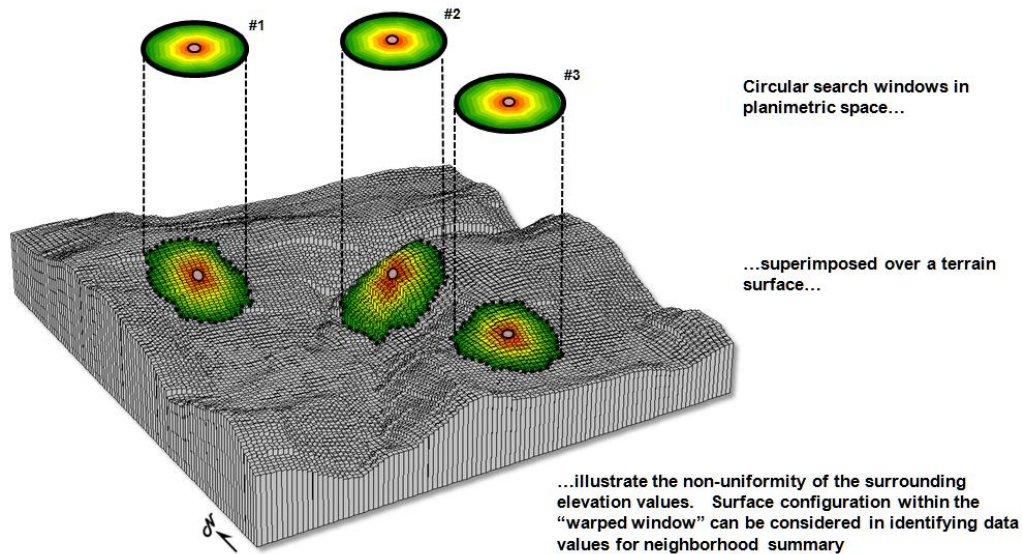 #1
#2
#3
Circular search windows in
planimetric space…
…superimposed over a terrain
surface…
…illustrate the non-uniformity of the surrounding
elevation values. Surface configuration within the
“warped window” can be considered in identifying data
values for neighborhood summary
N